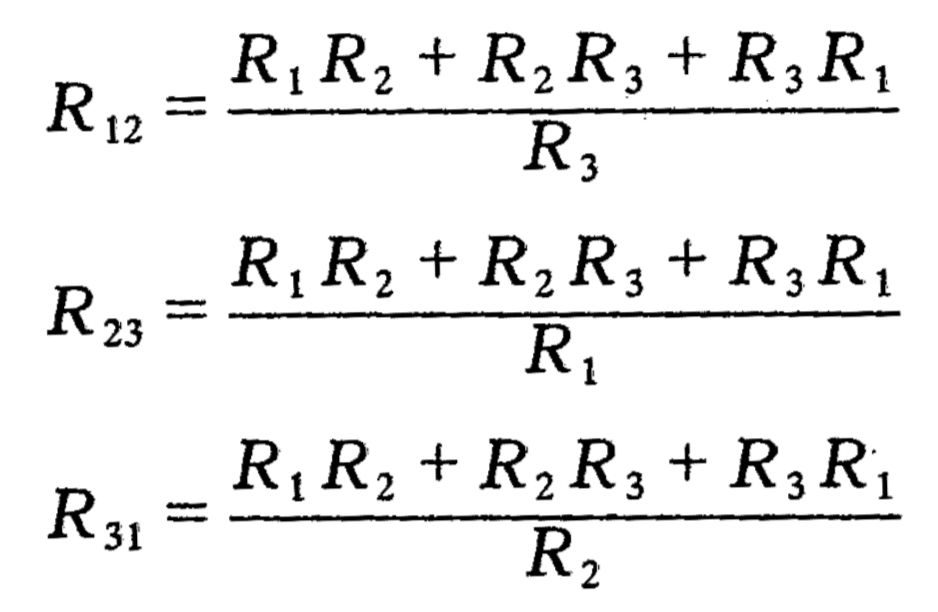 R₁₂ = (R₁R₂ + R₂R₃ + R₃R₁) / R₃
R₂₃ = (R₁R₂ + R₂R₃ + R₃R₁) / R₁
R₃₁ = (R₁R₂ + R₂R₃ + R₃R₁) / R₂